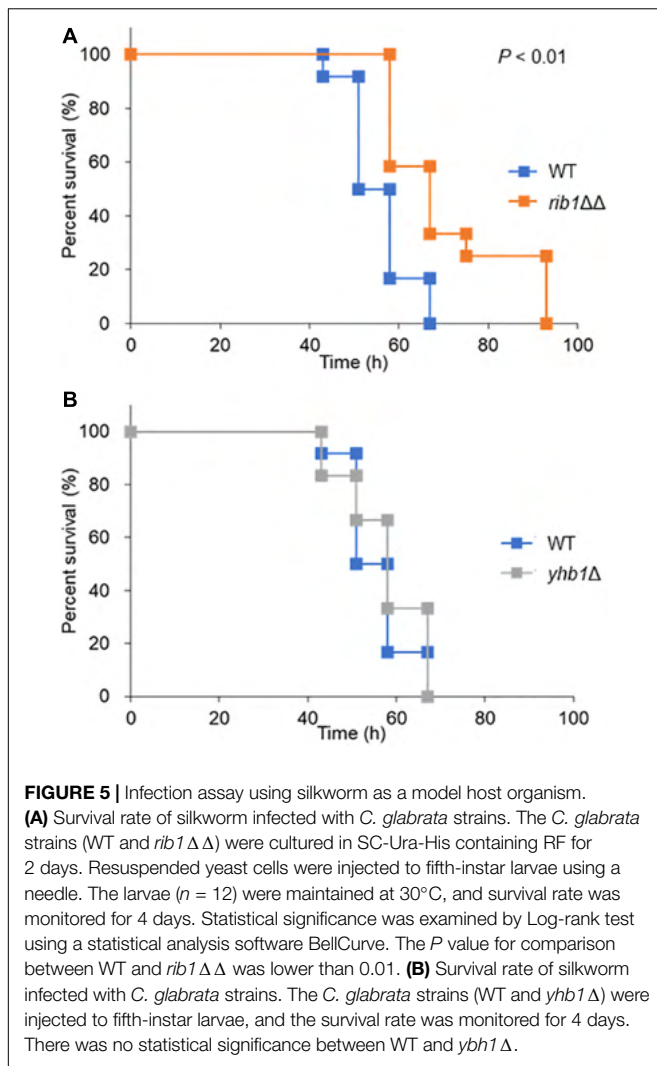 A
100
80
60
40
20
0
Percent survival (%)
P < 0.01
WT
rib1ΔΔ
0 20 40 60 80 100
Time (h)
B
100
80
60
40
20
0
Percent survival (%)
WT
yhb1Δ
0 20 40 60 80 100
Time (h)
FIGURE 5 | Infection assay using silkworm as a model host organism.
(A) Survival rate of silkworm infected with C. glabrata strains. The C. glabrata
strains (WT and rib1ΔΔ) were cultured in SC-Ura-His containing RF for
2 days. Resuspended yeast cells were injected to fifth-instar larvae using a
needle. The larvae (n = 12) were maintained at 30°C, and survival rate was
monitored for 4 days. Statistical significance was examined by Log-rank test
using a statistical analysis software BellCurve. The P value for comparison
between WT and rib1ΔΔ was lower than 0.01. (B) Survival rate of silkworm
infected with C. glabrata strains. The C. glabrata strains (WT and yhb1Δ) were
injected to fifth-instar larvae, and the survival rate was monitored for 4 days.
There was no statistical significance between WT and ybh1Δ.